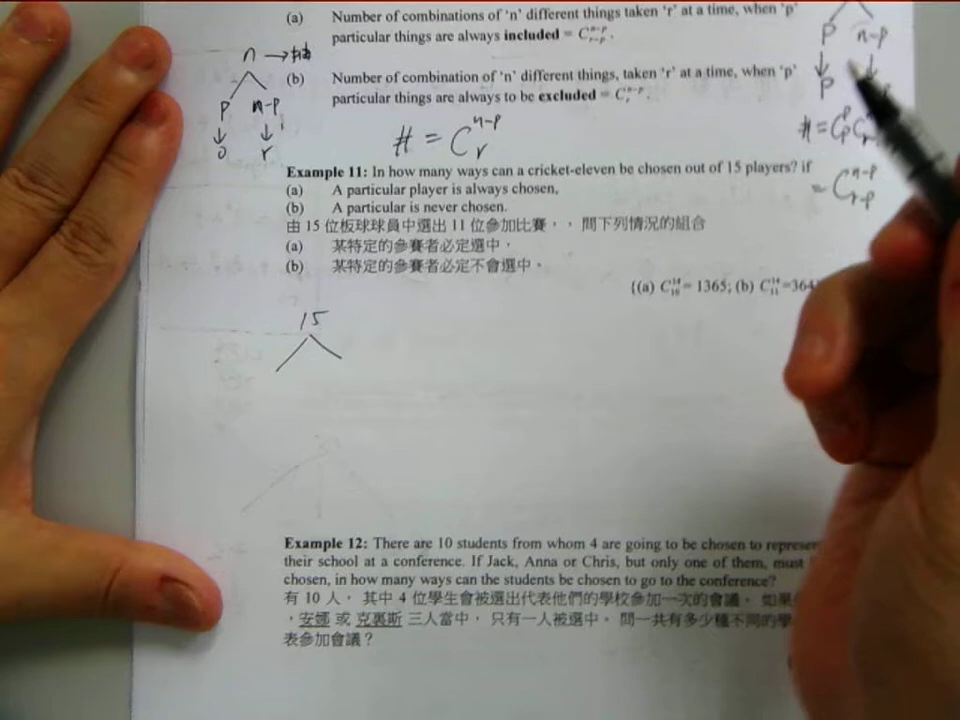 (a) Number of combinations of 'n' different things taken 'r' at a time, when 'p'
particular things are always included = C^{n-p}_{r-p}.
n → 抽
p n-p
p n-p
↓ ↓
p
(b) Number of combination of 'n' different things, taken 'r' at a time, when 'p'
particular things are always to be excluded = C^{n-p}_{r}.
p n-p
↓ ↓
0 r
# = C^{n-p}_{r}
# = C^{p}_{p} C
= C^{n-p}_{r-p}
Example 11: In how many ways can a cricket-eleven be chosen out of 15 players? if
(a) A particular player is always chosen,
(b) A particular is never chosen.
由 15 位板球球員中選出 11 位參加比賽，，問下列情況的組合
(a) 某特定的參賽者必定選中，
(b) 某特定的參賽者必定不會選中。
{(a) C^{14}_{10} = 1365; (b) C^{14}_{11} =364
15
Example 12: There are 10 students from whom 4 are going to be chosen to
their school at a conference. If Jack, Anna or Chris, but only one of them, must
chosen, in how many ways can the students be chosen to go to the conference?
有 10 人，其中 4 位學生會被選出代表他們的學校參加一次的會議。如果
，安娜 或 克裏斯 三人當中，只有一人被選中。問一共有多少種不同的學
表參加會議？